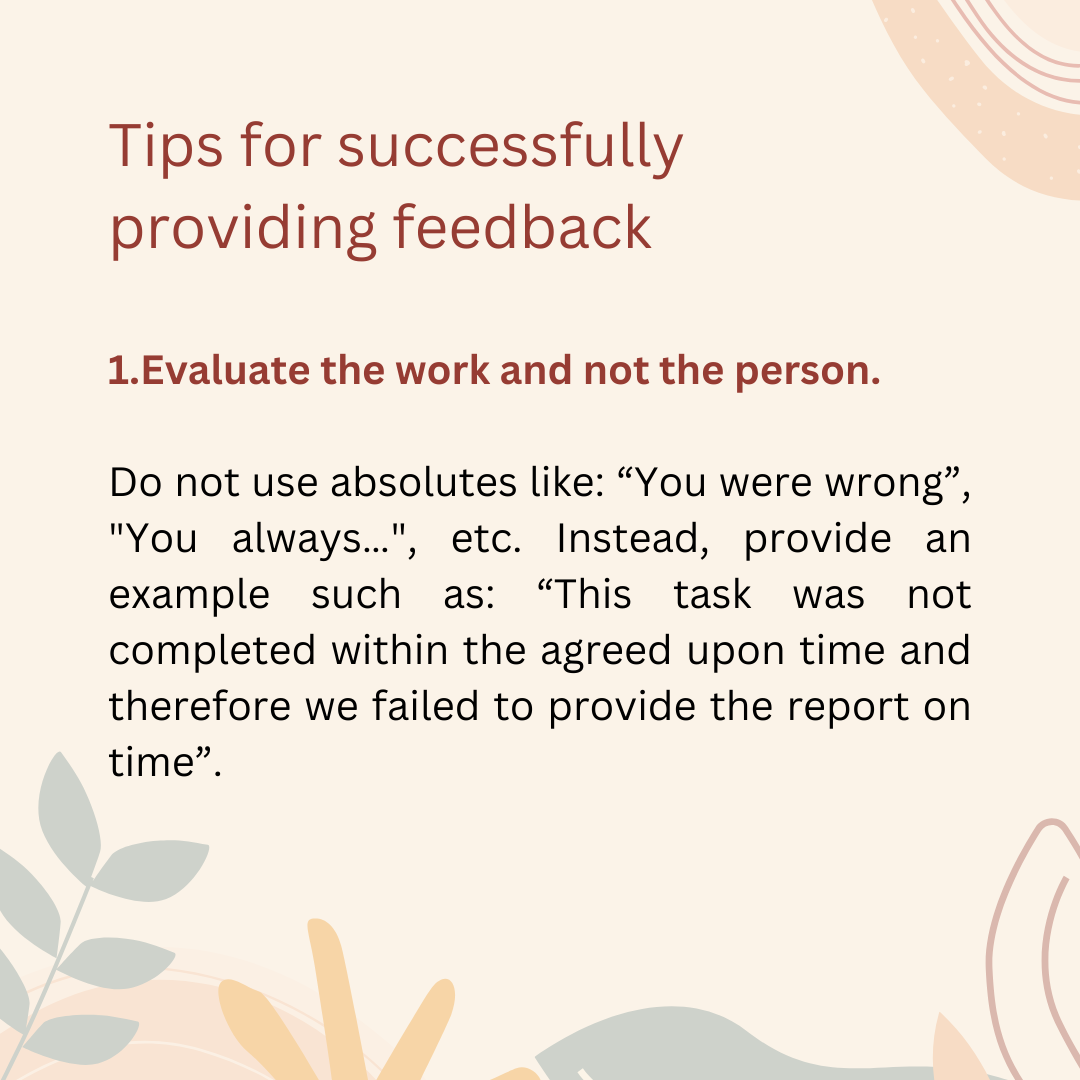 Tips for successfully
providing feedback
1.Evaluate the work and not the person.
Do not use absolutes like: “You were wrong”,
"You always...", etc. Instead, provide an
example such as: “This task was not
completed within the agreed upon time and
therefore we failed to provide the report on
time”.